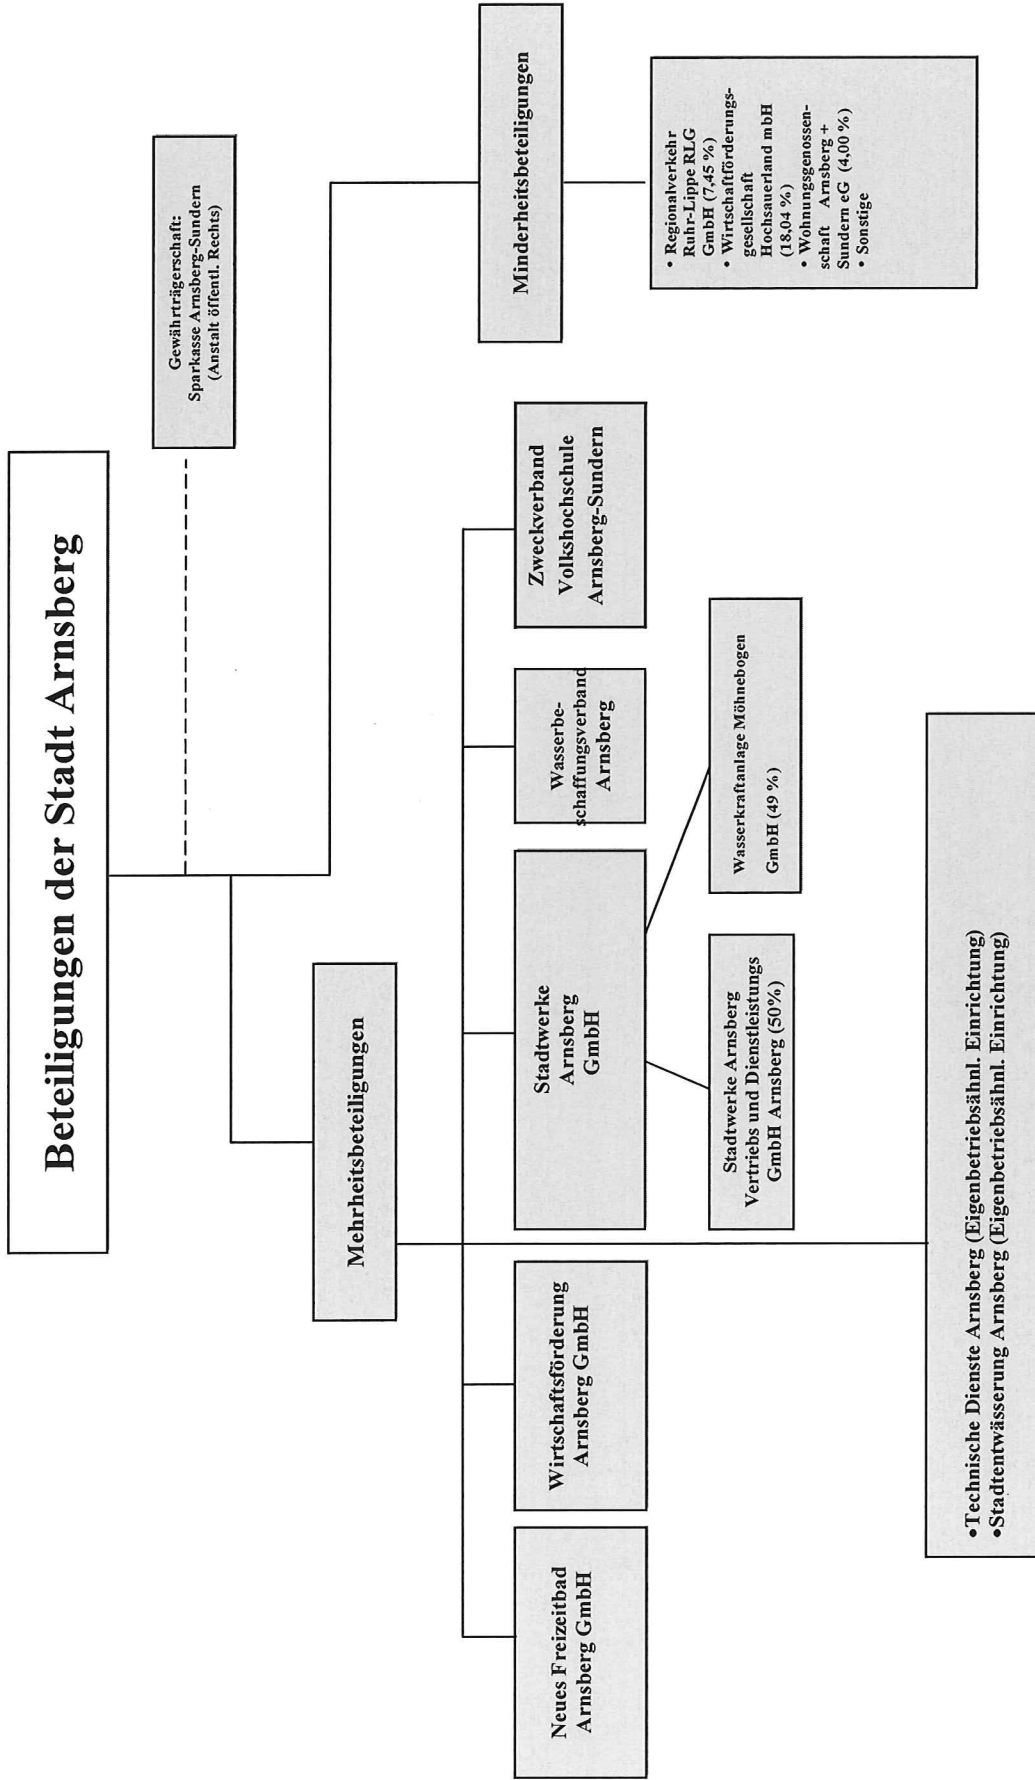 Beteiligungen der Stadt Arnsberg
Gewährträgerschaft:
Sparkasse Arnsberg-Sundern
(Anstalt öffentl. Rechts)
Mehrheitsbeteiligungen
Minderheitsbeteiligungen
Neues Freizeitbad
Arnsberg GmbH
Wirtschaftsförderung
Arnsberg GmbH
Stadtwerke
Arnsberg
GmbH
Wasserbe-
schaffungsverband
Arnsberg
Zweckverband
Volkshochschule
Arnsberg-Sundern
• Regionalverkehr
Ruhr-Lippe RLG
GmbH (7,45 %)
• Wirtschaftförderungs-
gesellschaft
Hochsauerland mbH
(18,04 %)
• Wohnungsgenossen-
schaft Arnsberg +
Sundern eG (4,00 %)
• Sonstige
Stadtwerke Arnsberg
Vertriebs und Dienstleistungs
GmbH Arnsberg (50%)
Wasserkraftanlage Möhnebogen
GmbH (49 %)
•Technische Dienste Arnsberg (Eigenbetriebsähnl. Einrichtung)
•Stadtentwässerung Arnsberg (Eigenbetriebsähnl. Einrichtung)